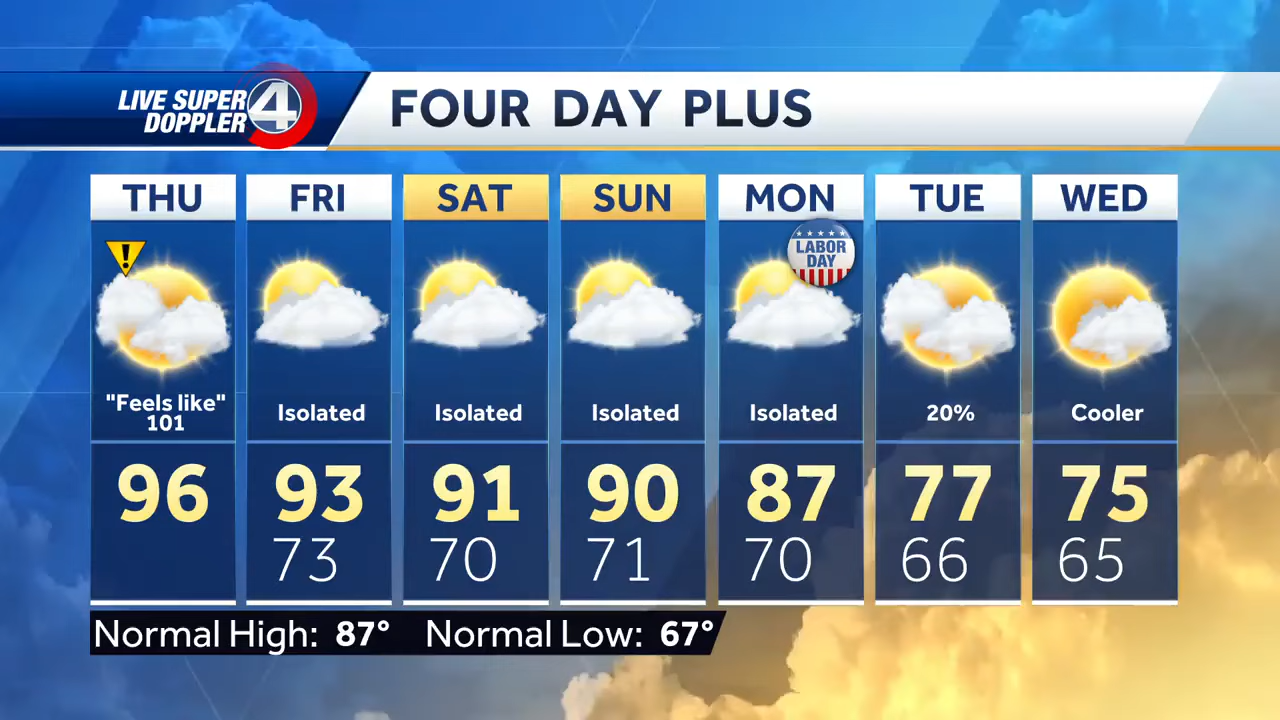 LIVE SUPER
DOPPLER
4
FOUR DAY PLUS
THU
FRI
SAT
SUN
MON
TUE
WED
!
LABOR
DAY
"Feels like"
101
Isolated
Isolated
Isolated
Isolated
20%
Cooler
96
93
91
90
87
77
75
73
70
71
70
66
65
Normal High: 87° Normal Low: 67°